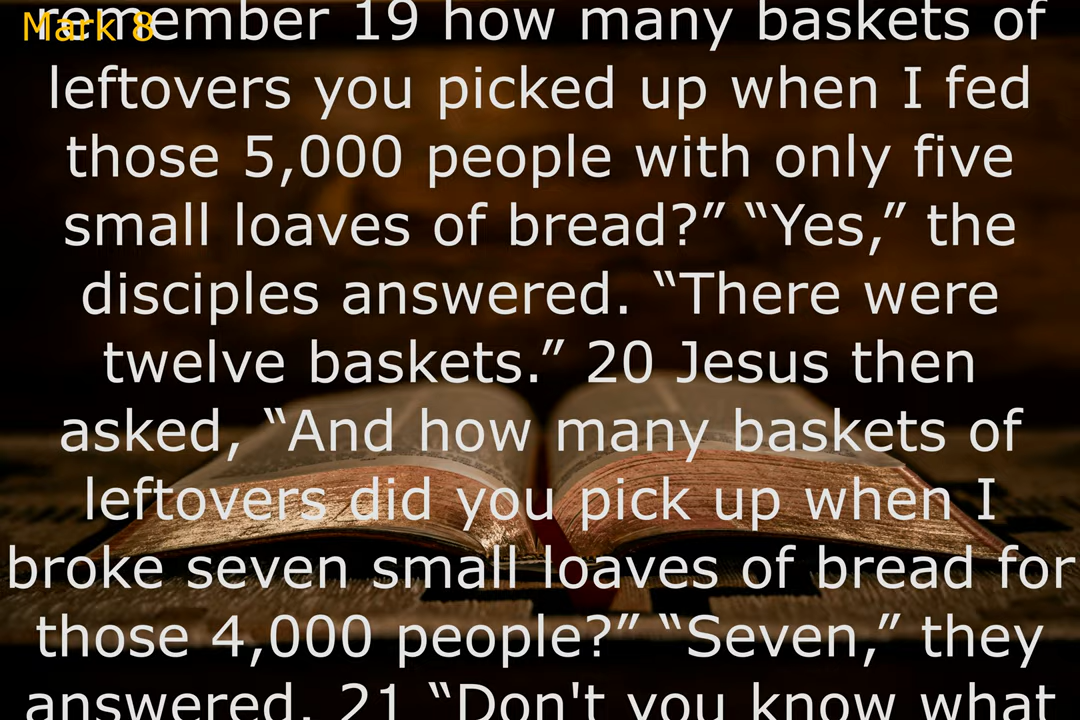 Mark 8
remember 19 how many baskets of
leftovers you picked up when I fed
those 5,000 people with only five
small loaves of bread?” “Yes,” the
disciples answered. “There were
twelve baskets.” 20 Jesus then
asked, “And how many baskets of
leftovers did you pick up when I
broke seven small loaves of bread for
those 4,000 people?” “Seven,” they
answered. 21 “Don't you know what